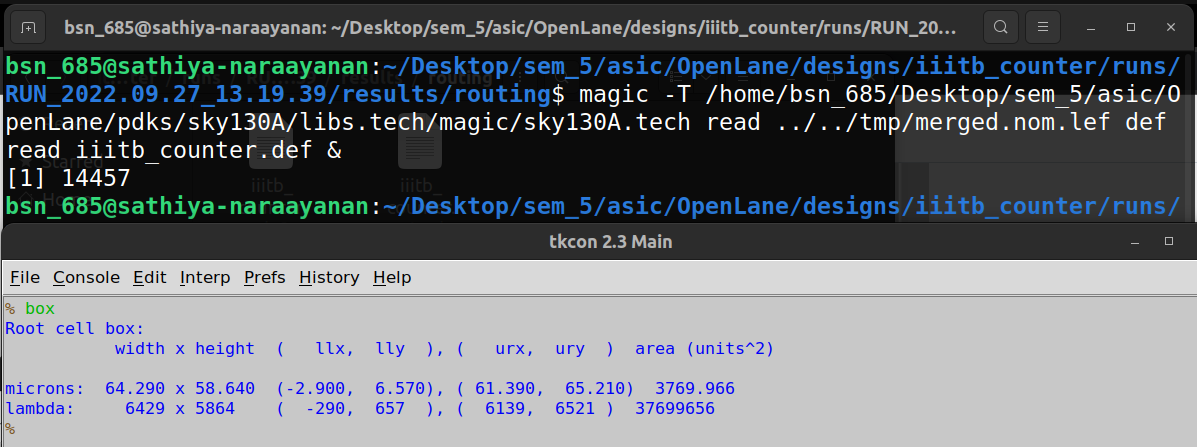 bsn_685@sathiya-naraayanan: ~/Desktop/sem_5/asic/OpenLane/designs/iiitb_counter/runs/RUN_20...
bsn_685@sathiya-naraayanan:~/Desktop/sem_5/asic/OpenLane/designs/iiitb_counter/runs/
RUN_2022.09.27_13.19.39/results/routing$ magic -T /home/bsn_685/Desktop/sem_5/asic/O
penLane/pdks/sky130A/libs.tech/magic/sky130A.tech read ../../tmp/merged.nom.lef def 
read iiitb_counter.def &
[1] 14457
bsn_685@sathiya-naraayanan:~/Desktop/sem_5/asic/OpenLane/designs/iiitb_counter/runs/
tkcon 2.3 Main
File Console Edit Interp Prefs History Help
% box
Root cell box:
width x height ( llx, lly ), ( urx, ury ) area (units^2)
microns: 64.290 x 58.640 (-2.900, 6.570), ( 61.390, 65.210) 3769.966
lambda: 6429 x 5864 ( -290, 657 ), ( 6139, 6521 ) 37699656
%